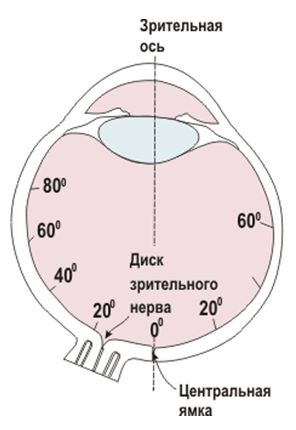 Зрительная
ось
80⁰
60⁰
60⁰
40⁰
Диск
зрительного
нерва
20⁰
0⁰
20⁰
Центральная
ямка